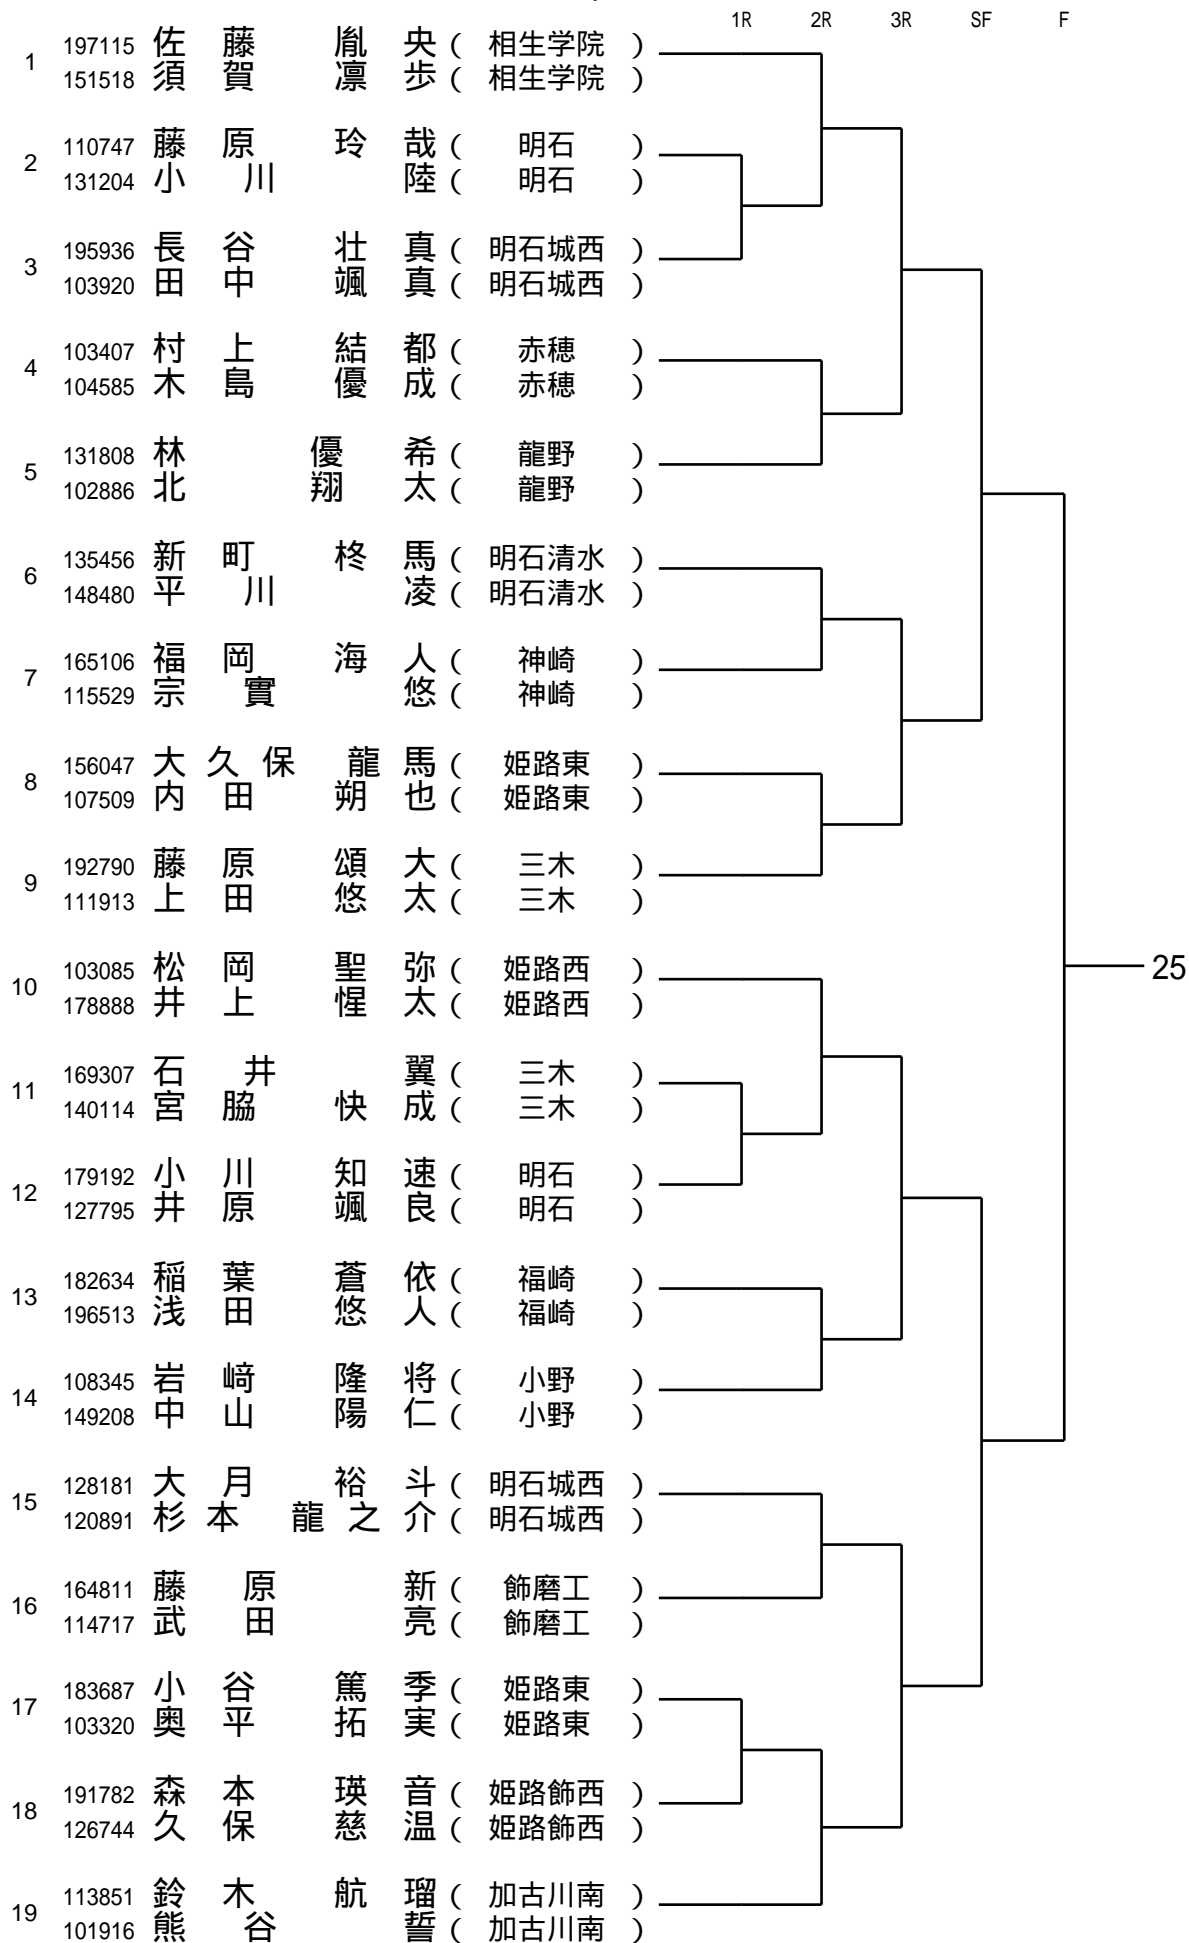 1R 2R 3R SF F
1 197115 佐藤 胤央 ( 相生学院 )
151518 須賀 凛歩 ( 相生学院 )
2 110747 藤原 玲哉 ( 明石 )
131204 小川 陸 ( 明石 )
3 195936 長谷 壮真 ( 明石城西 )
103920 田中 颯真 ( 明石城西 )
4 103407 村上 結都 ( 赤穂 )
104585 木島 優成 ( 赤穂 )
5 131808 林 優希 ( 龍野 )
102886 北 翔太 ( 龍野 )
6 135456 新町 柊馬 ( 明石清水 )
148480 平川 凌 ( 明石清水 )
7 165106 福岡 海人 ( 神崎 )
115529 宗實 悠 ( 神崎 )
8 156047 大久保 龍馬 ( 姫路東 )
107509 内田 朔也 ( 姫路東 )
9 192790 藤原 頌大 ( 三木 )
111913 上田 悠太 ( 三木 )
25
10 103085 松岡 聖弥 ( 姫路西 )
178888 井上 惺太 ( 姫路西 )
11 169307 石井 翼 ( 三木 )
140114 宮脇 快成 ( 三木 )
12 179192 小川 知速 ( 明石 )
127795 井原 颯良 ( 明石 )
13 182634 稲葉 蒼依 ( 福崎 )
196513 浅田 悠人 ( 福崎 )
14 108345 岩﨑 隆将 ( 小野 )
149208 中山 陽仁 ( 小野 )
15 128181 大月 裕斗 ( 明石城西 )
120891 杉本 龍之介 ( 明石城西 )
16 164811 藤原 新 ( 飾磨工 )
114717 武田 亮 ( 飾磨工 )
17 183687 小谷 篤季 ( 姫路東 )
103320 奥平 拓実 ( 姫路東 )
18 191782 森本 瑛音 ( 姫路飾西 )
126744 久保 慈温 ( 姫路飾西 )
19 113851 鈴木 航瑠 ( 加古川南 )
101916 熊谷 誓 ( 加古川南 )